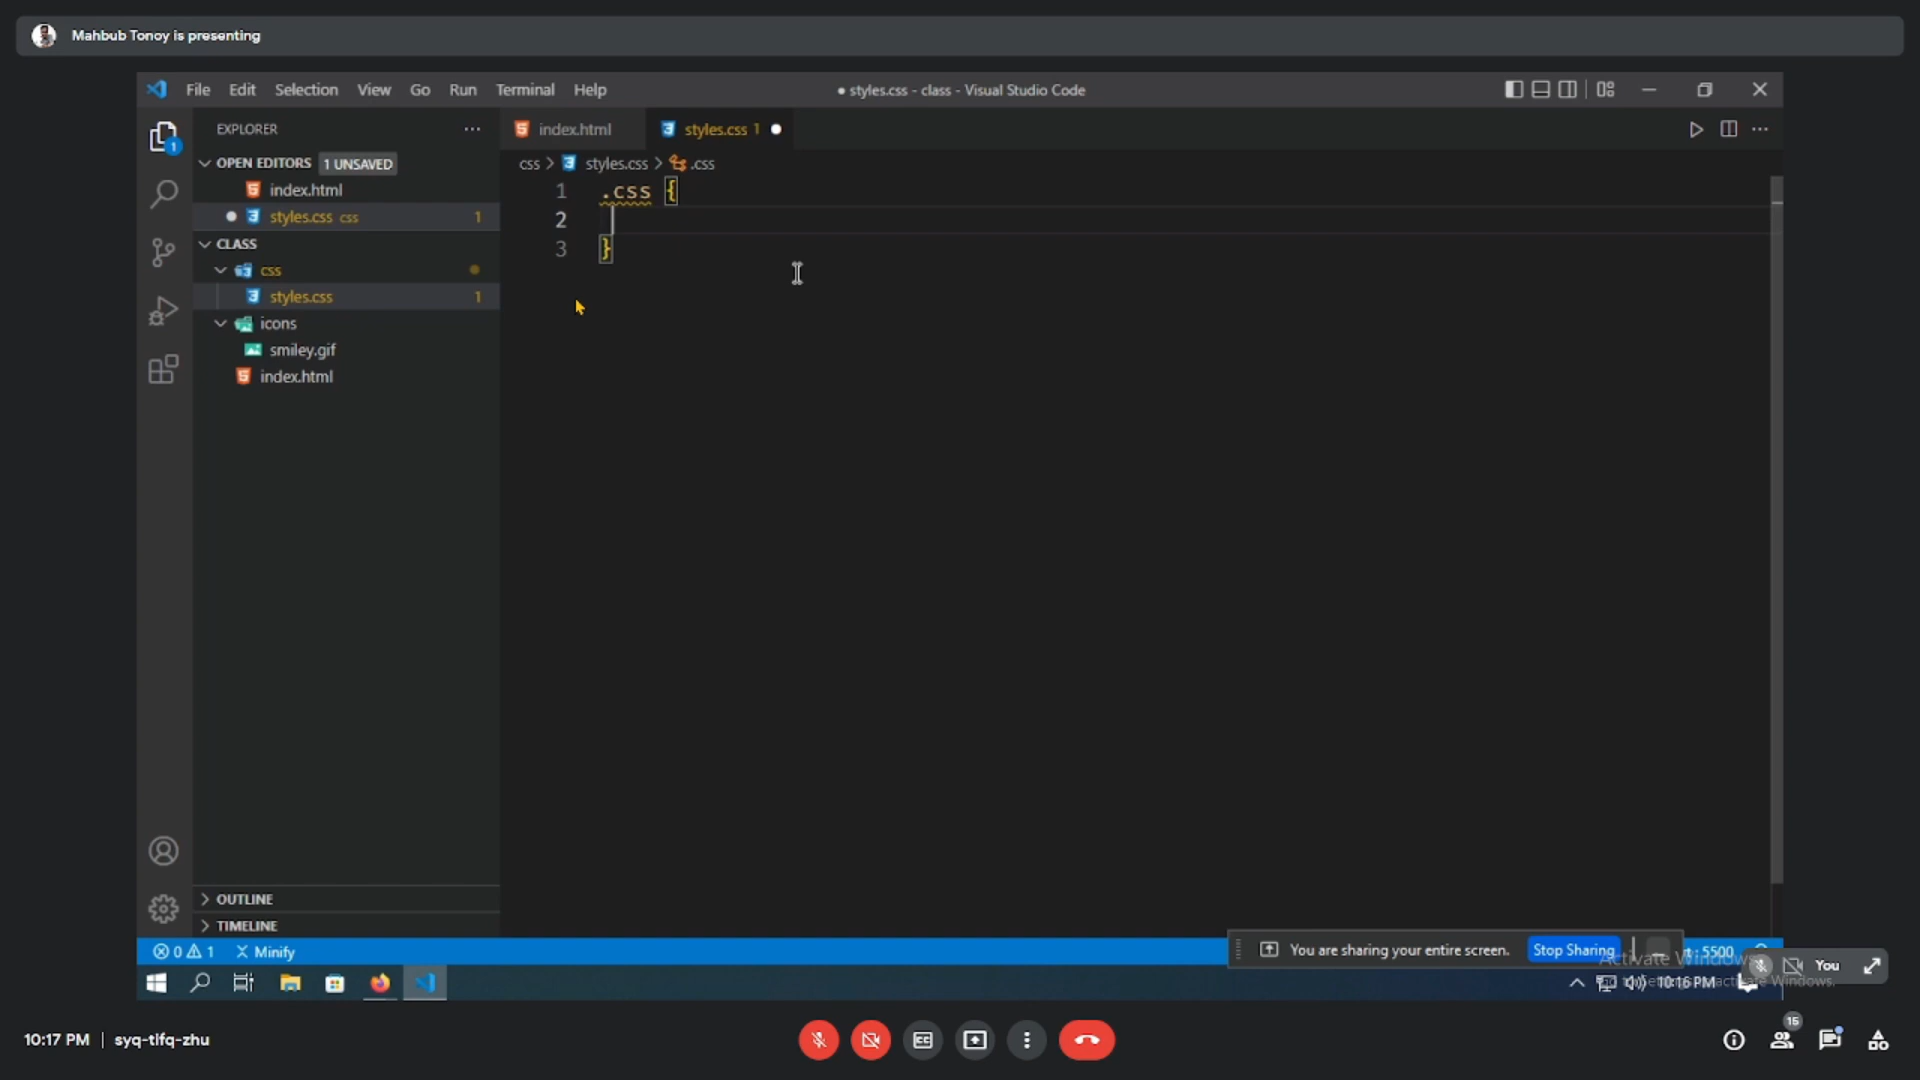 Mahbub Tonoy is presenting
File Edit Selection View Go Run Terminal Help
● styles.css - class - Visual Studio Code
EXPLORER
index.html
styles.css 1
OPEN EDITORS 1 UNSAVED
css > styles.css > .css
index.html
styles.css css 1
CLASS
css
styles.css 1
icons
smiley.gif
index.html
1 .css {
2
3 }
OUTLINE
TIMELINE
0 1 Minify
You are sharing your entire screen. Stop Sharing
: 5500
Activate Windows
You
10:16 PM
10:17 PM | syq-tifq-zhu
15